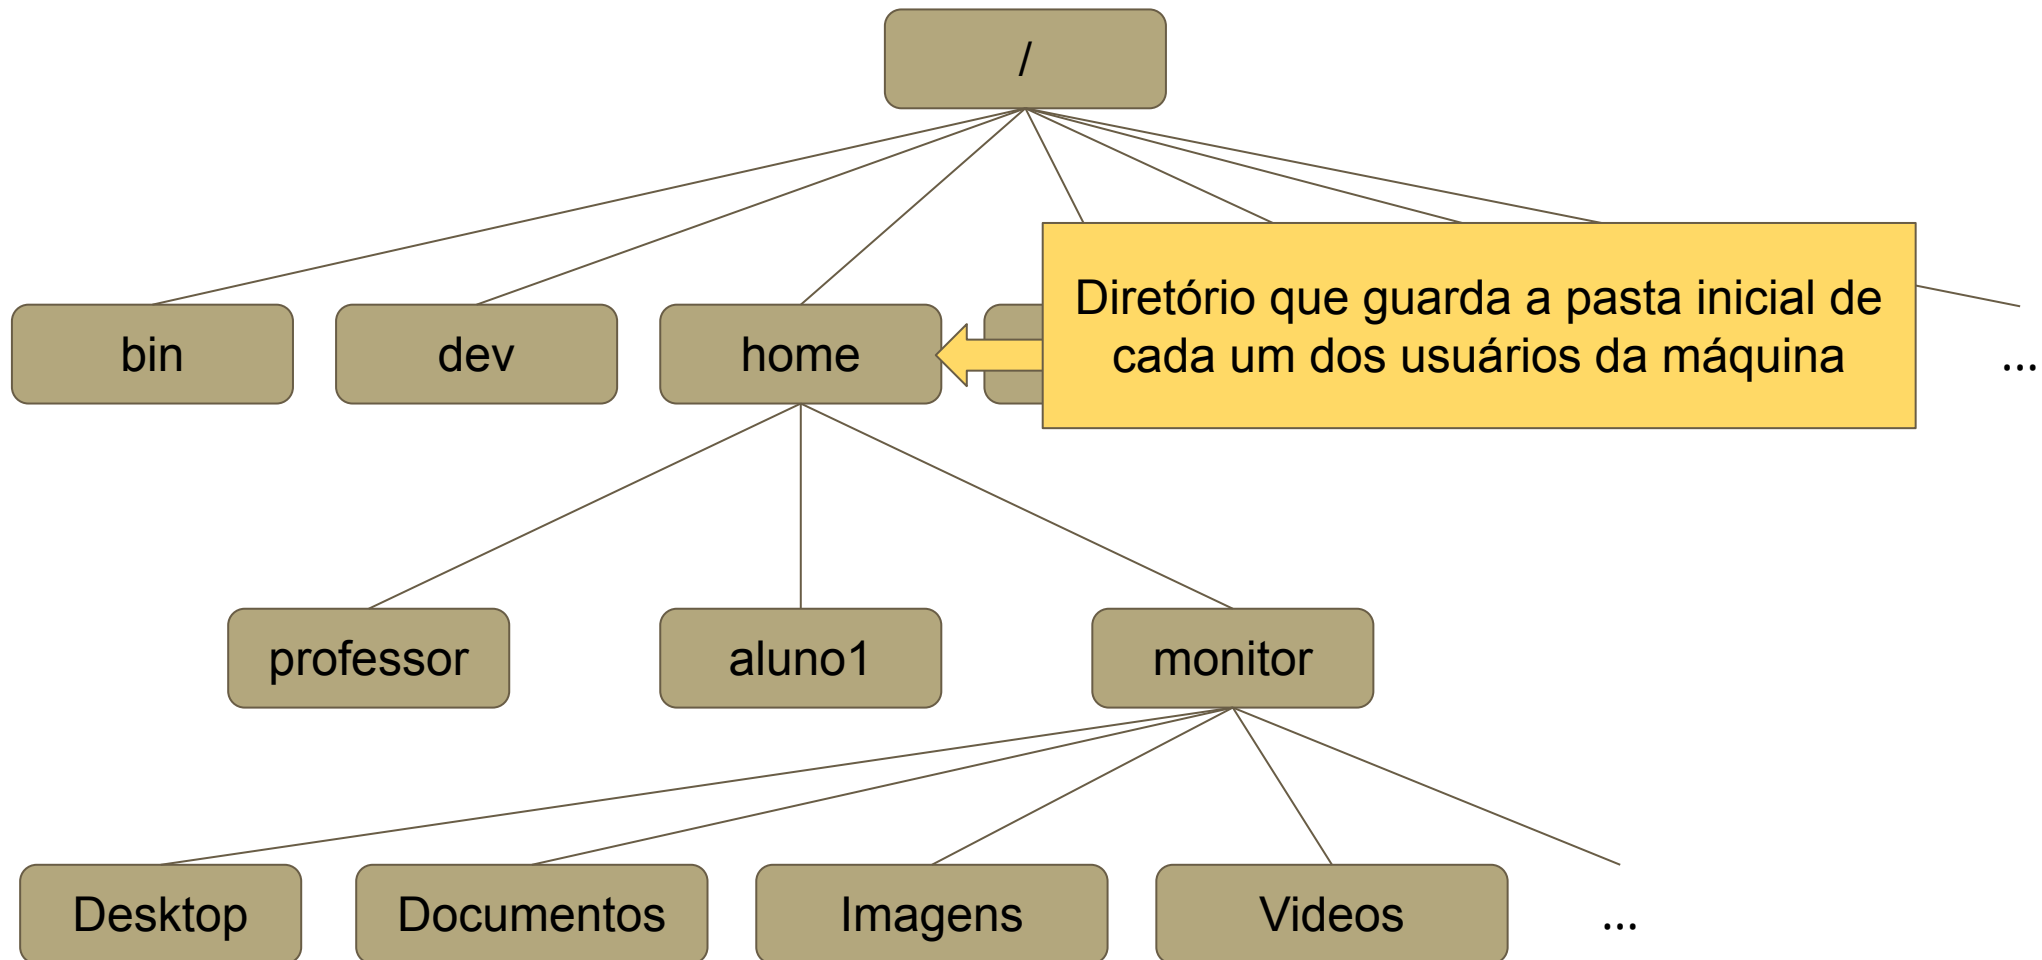 /
Diretório que guarda a pasta inicial de
cada um dos usuários da máquina
bin
dev
home
...
professor
aluno1
monitor
Desktop
Documentos
Imagens
Videos
...